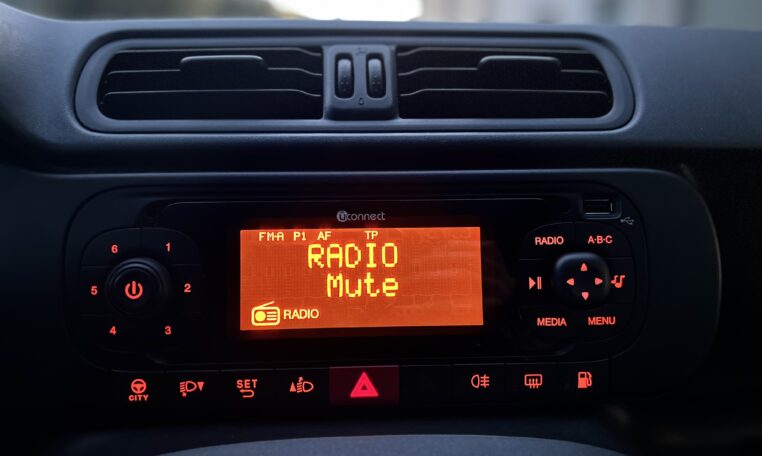 uconnect
FM-A P1 AF TP
RADIO
Mute
RADIO
6 1
5 2
4 3
RADIO A·B·C
MEDIA MENU
CITY
SET